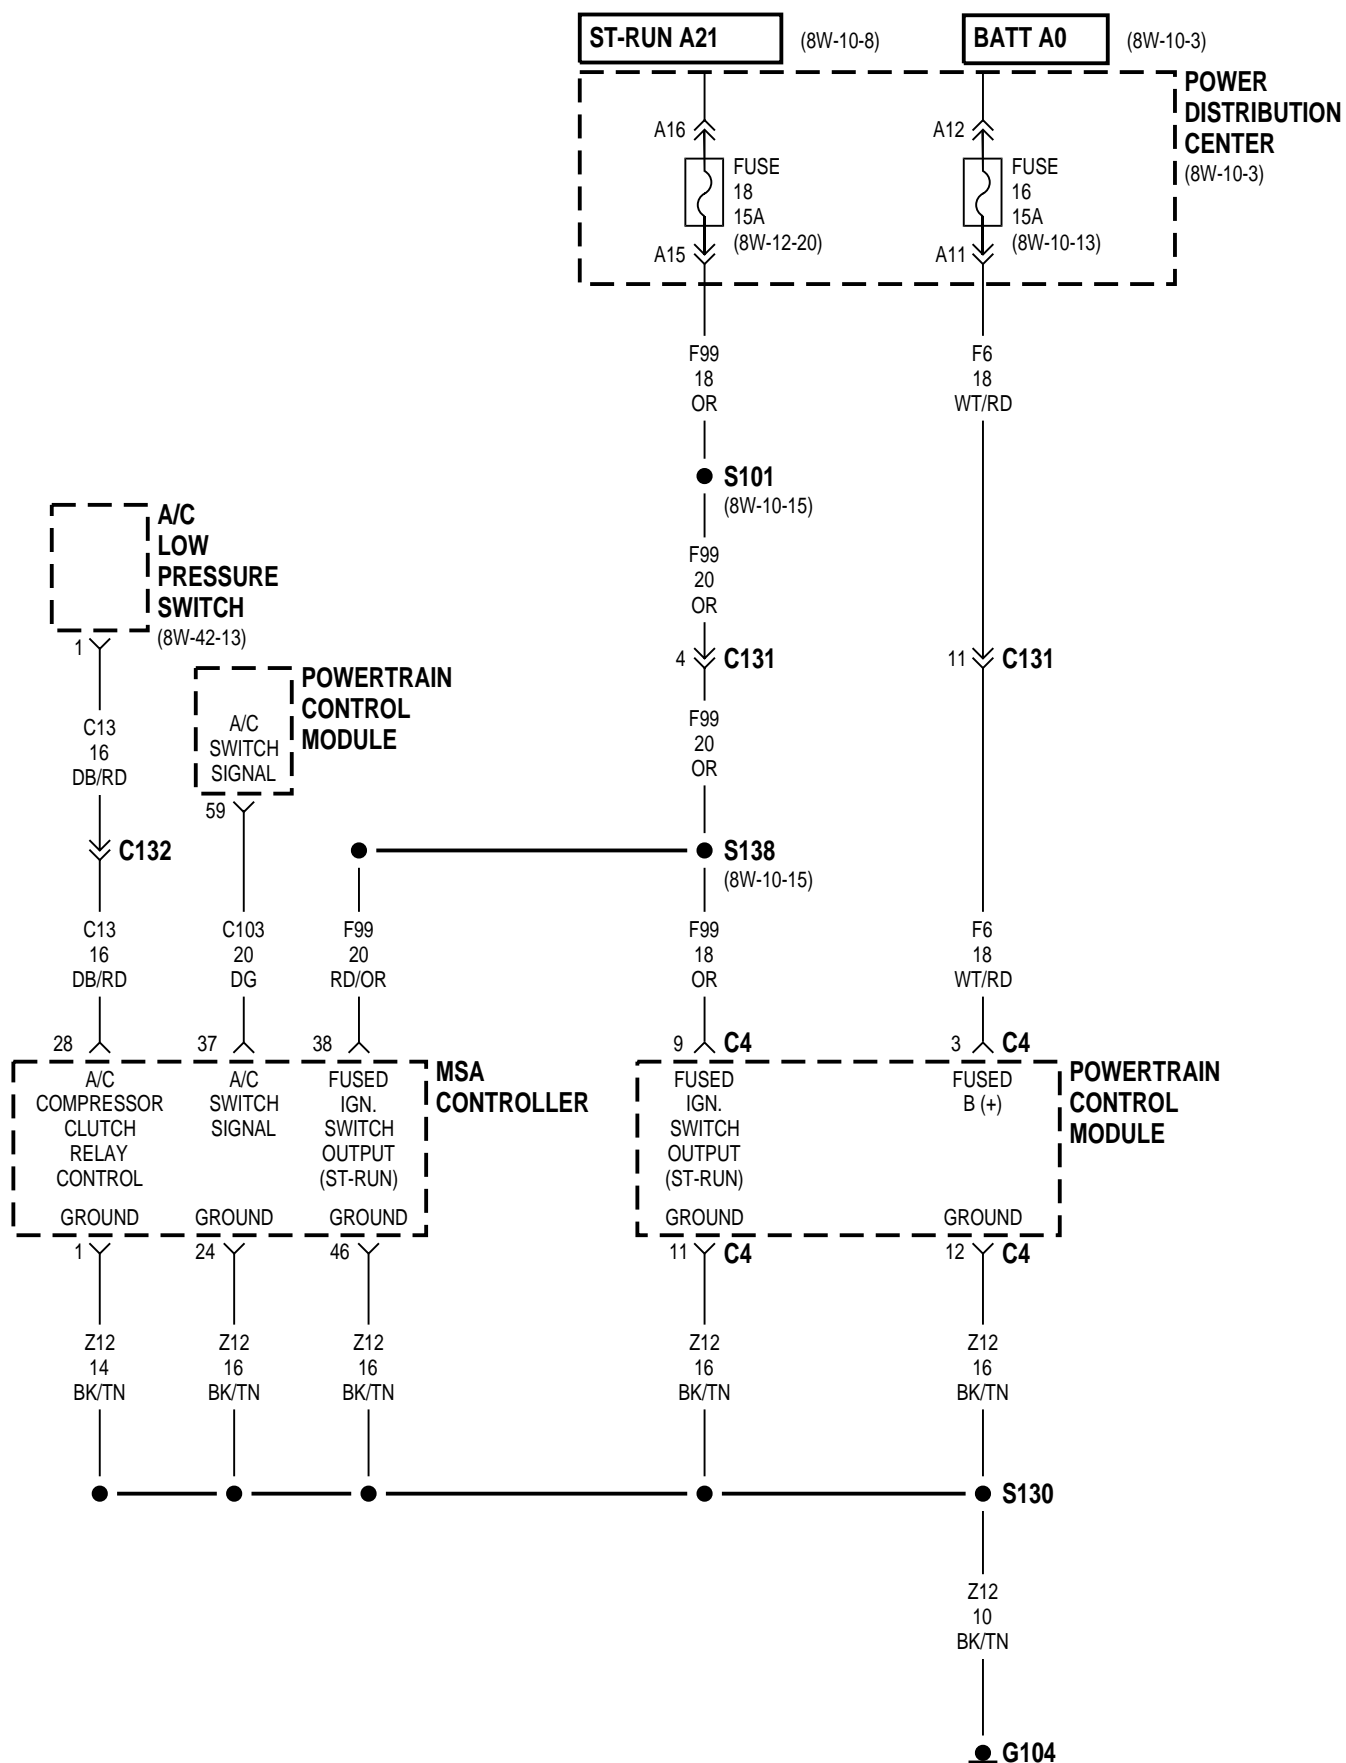 ST-RUN A21
(8W-10-8)
BATT A0
(8W-10-3)
POWER
DISTRIBUTION
CENTER
(8W-10-3)
A16
FUSE
18
15A
(8W-12-20)
A15
A12
FUSE
16
15A
(8W-10-13)
A11
F99
18
OR
F6
18
WT/RD
S101
(8W-10-15)
F99
20
OR
A/C
LOW
PRESSURE
SWITCH
(8W-42-13)
1
4
C131
11
C131
POWERTRAIN
CONTROL
MODULE
A/C
SWITCH
SIGNAL
59
C13
16
DB/RD
F99
20
OR
C132
S138
(8W-10-15)
C13
16
DB/RD
C103
20
DG
F99
20
RD/OR
F99
18
OR
F6
18
WT/RD
28
37
38
9
C4
3
C4
MSA
CONTROLLER
A/C
COMPRESSOR
CLUTCH
RELAY
CONTROL
A/C
SWITCH
SIGNAL
FUSED
IGN.
SWITCH
OUTPUT
(ST-RUN)
FUSED
IGN.
SWITCH
OUTPUT
(ST-RUN)
FUSED
B (+)
POWERTRAIN
CONTROL
MODULE
GROUND
GROUND
GROUND
GROUND
GROUND
1
24
46
11
C4
12
C4
Z12
14
BK/TN
Z12
16
BK/TN
Z12
16
BK/TN
Z12
16
BK/TN
Z12
16
BK/TN
S130
Z12
10
BK/TN
G104